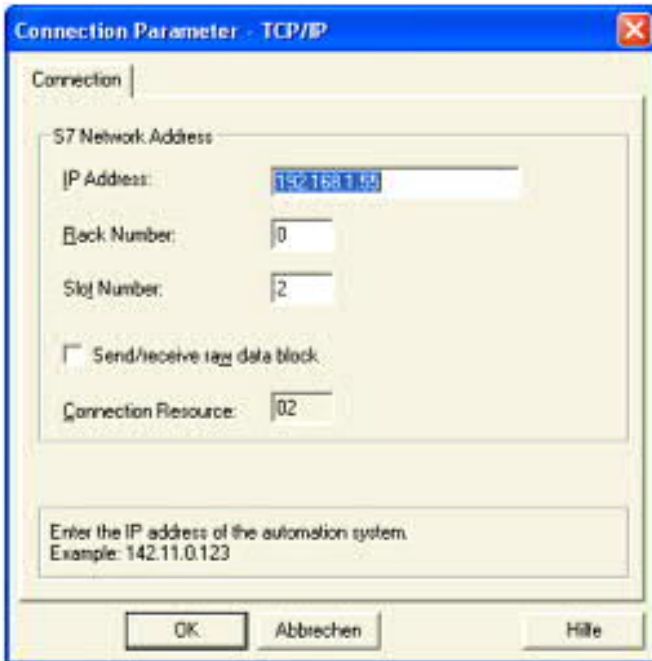 Connection Parameter - TCP/IP
Connection
S7 Network Address
IP Address: 192.168.1.55
Rack Number: 0
Slot Number: 2
Send/receive raw data block
Connection Resource: 02
Enter the IP address of the automation system.
Example: 142.11.0.123
OK Abbrechen Hilfe